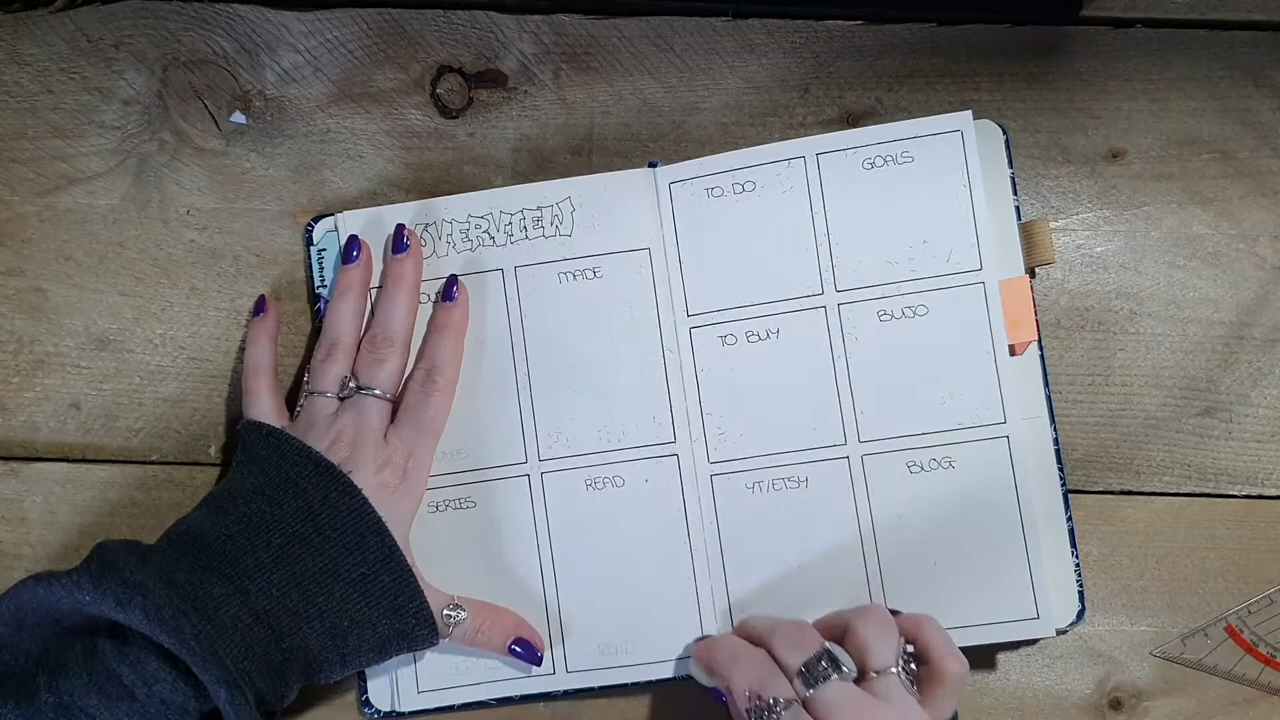 OVERVIEW
MADE
SERIES
READ
TO-DO
GOALS
TO BUY
BUJO
YT/ETSY
BLOG